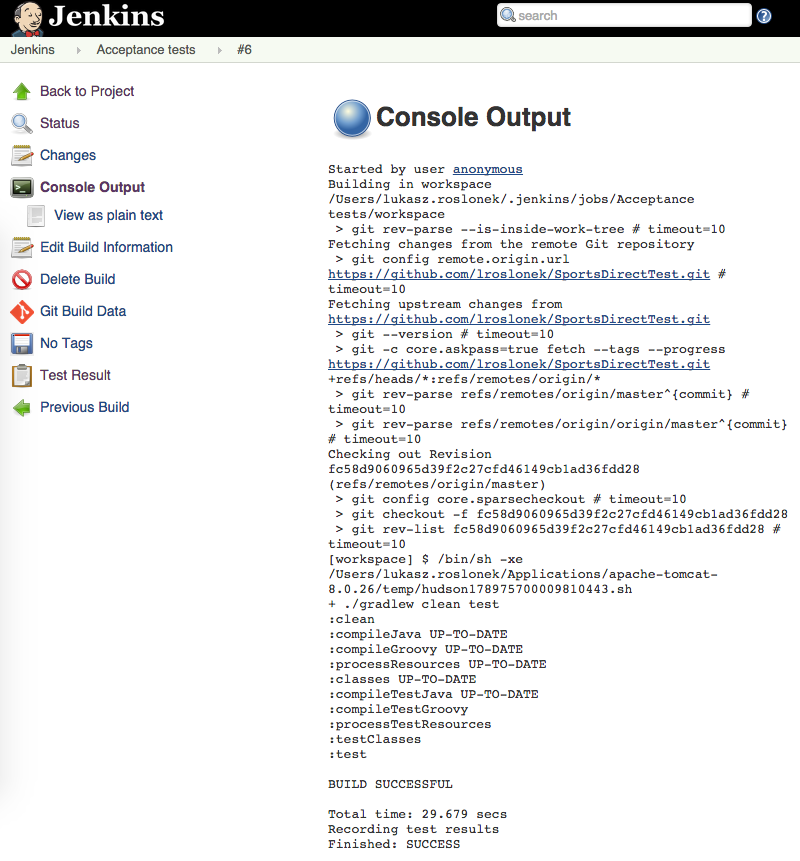 Jenkins
search
Jenkins
Acceptance tests
#6
Back to Project
Status
Changes
Console Output
View as plain text
Edit Build Information
Delete Build
Git Build Data
No Tags
Test Result
Previous Build
Console Output
Started by user anonymous
Building in workspace
/Users/lukasz.roslonek/.jenkins/jobs/Acceptance
tests/workspace
> git rev-parse --is-inside-work-tree # timeout=10
Fetching changes from the remote Git repository
> git config remote.origin.url
https://github.com/lroslonek/SportsDirectTest.git #
timeout=10
Fetching upstream changes from
https://github.com/lroslonek/SportsDirectTest.git
> git --version # timeout=10
> git -c core.askpass=true fetch --tags --progress
https://github.com/lroslonek/SportsDirectTest.git
+refs/heads/*:refs/remotes/origin/*
> git rev-parse refs/remotes/origin/master^{commit} #
timeout=10
> git rev-parse refs/remotes/origin/origin/master^{commit}
# timeout=10
Checking out Revision
fc58d9060965d39f2c27cfd46149cb1ad36fdd28
(refs/remotes/origin/master)
> git config core.sparsecheckout # timeout=10
> git checkout -f fc58d9060965d39f2c27cfd46149cb1ad36fdd28
> git rev-list fc58d9060965d39f2c27cfd46149cb1ad36fdd28 #
timeout=10
[workspace] $ /bin/sh -xe
/Users/lukasz.roslonek/Applications/apache-tomcat-
8.0.26/temp/hudson178975700009810443.sh
+ ./gradlew clean test
:clean
:compileJava UP-TO-DATE
:compileGroovy UP-TO-DATE
:processResources UP-TO-DATE
:classes UP-TO-DATE
:compileTestJava UP-TO-DATE
:compileTestGroovy
:processTestResources
:testClasses
:test
BUILD SUCCESSFUL
Total time: 29.679 secs
Recording test results
Finished: SUCCESS